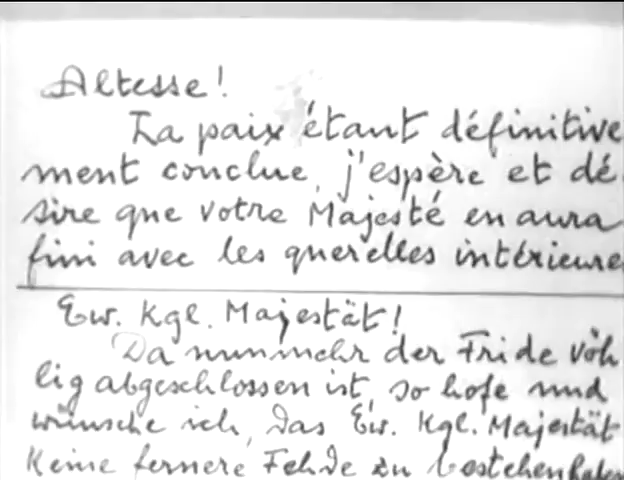 Altesse!
La paix étant définitive
ment conclue, j'espère et dé
sire que votre Majesté en aura
fini avec les querelles intérieure
Ew. Kgl. Majestät!
Da nunmehr der Fride völ
lig abgeschlossen ist, so hofe und
wünsche ich, das Ew. Kgl. Majestät
Keine fernere Fehde zu bestehen haben